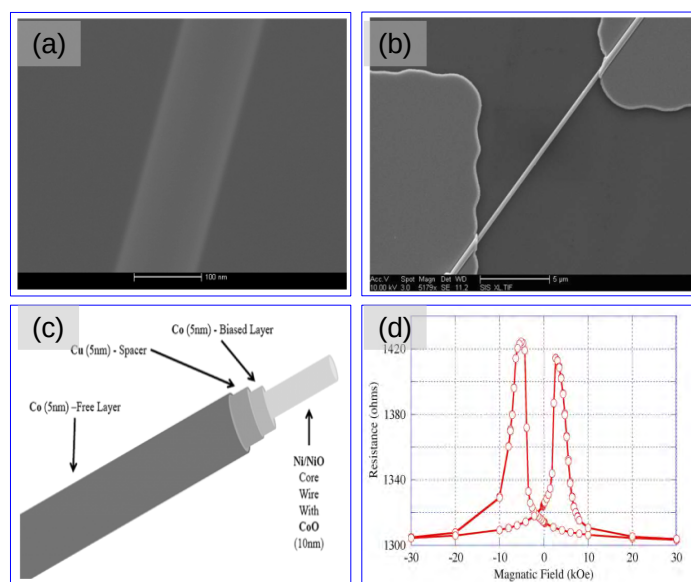 (a)
100 nm
(b)
Acc.V Spot Magn Det WD
10.00 kV 3.0 5179x SE 11.2 SIS XL.TIF
5 µm
(c)
Co (5nm) - Biased Layer
Cu (5nm) - Spacer
Co (5nm) –Free Layer
Ni/NiO
Core
Wire
With
CoO
(10nm)
(d)
Resistance (ohms)
1420
1380
1340
1300
-30 -20 -10 0 10 20 30
Magnatic Field (kOe)